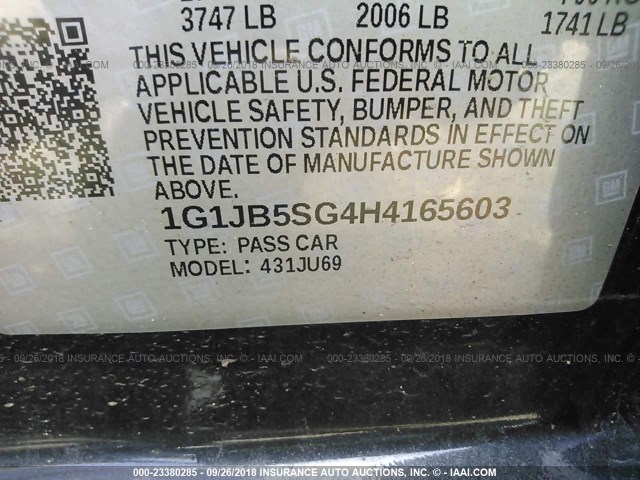 3747 LB 2006 LB 1741 LB
THIS VEHICLE CONFORMS TO ALL
APPLICABLE U.S. FEDERAL MOTOR
VEHICLE SAFETY, BUMPER, AND THEFT
PREVENTION STANDARDS IN EFFECT ON
THE DATE OF MANUFACTURE SHOWN
ABOVE.
1G1JB5SG4H4165603
TYPE: PASS CAR
MODEL: 431JU69
000-23380285 - 09/26/2018 INSURANCE AUTO AUCTIONS, INC. - © IAAI.COM